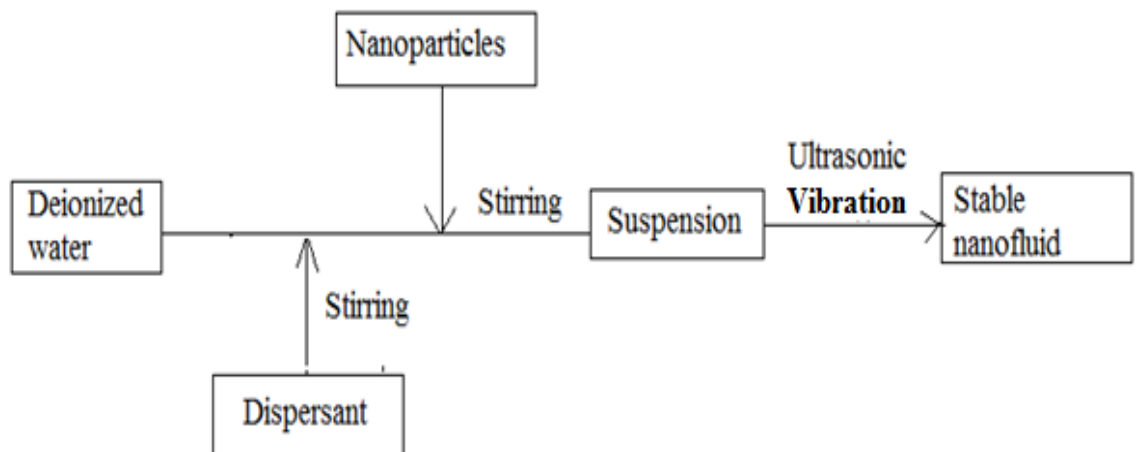 Nanoparticles
Deionized
water
Stirring
Suspension
Ultrasonic
Vibration
Stable
nanofluid
Stirring
Dispersant